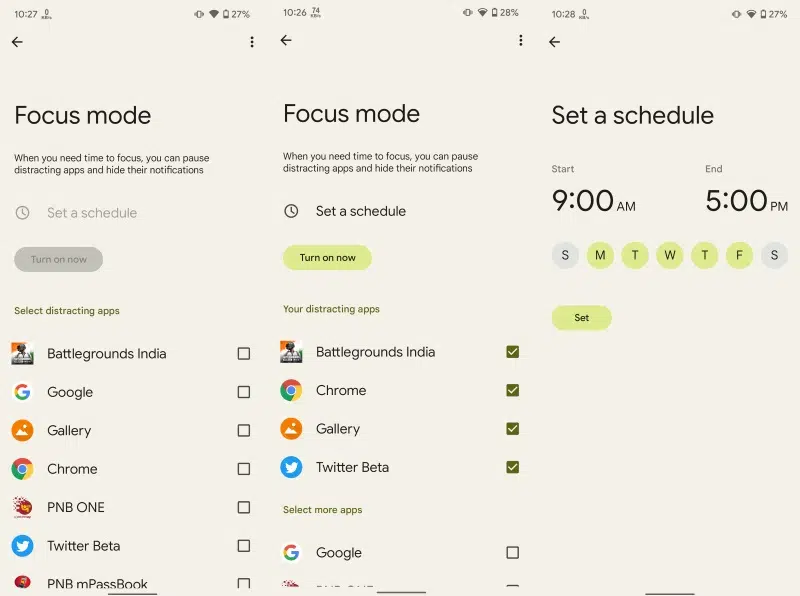 10:27 0 KB/s 27%
Focus mode
When you need time to focus, you can pause
distracting apps and hide their notifications
Set a schedule
Turn on now
Select distracting apps
Battlegrounds India
Google
Gallery
Chrome
PNB ONE
Twitter Beta
PNB mPassBook
10:26 74 KB/s 28%
Focus mode
When you need time to focus, you can pause
distracting apps and hide their notifications
Set a schedule
Turn on now
Your distracting apps
Battlegrounds India
Chrome
Gallery
Twitter Beta
Select more apps
Google
10:28 0 KB/s 27%
Set a schedule
Start End
9:00 AM 5:00 PM
S M T W T F S
Set